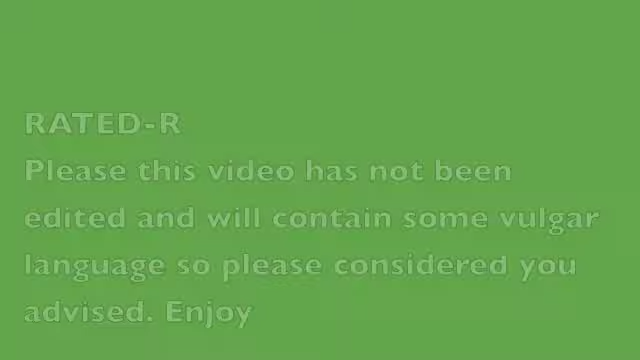 RATED-R
Please this video has not been
edited and will contain some vulgar
language so please considered you
advised. Enjoy